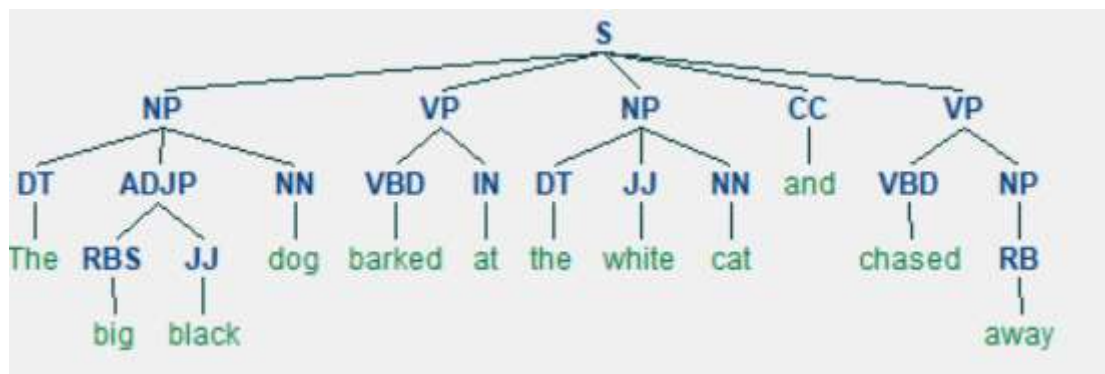 S
NP VP NP CC VP
DT ADJP NN VBD IN DT JJ NN and VBD NP
The RBS JJ dog barked at the white cat chased RB
big black away